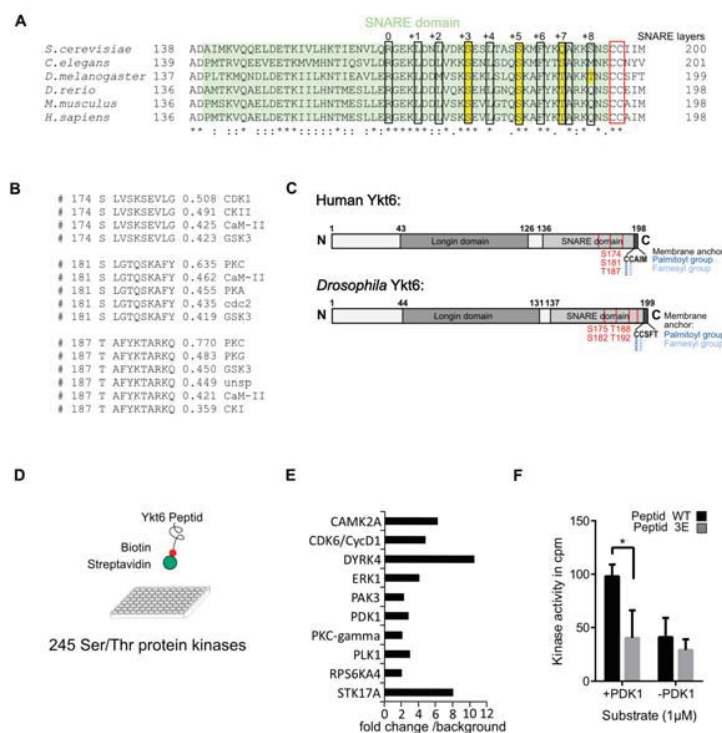 A
SNARE domain
0 +1 +2 +3 +4 +5 +6 +7 +8 SNARE layers
S.cerevisiae 138 200
C.elegans 139 201
D.melanogaster 137 199
D.rerio 136 198
M.musculus 136 198
H.sapiens 136 198
B
# 174 S LVSKSEVLG 0.508 CDK1
# 174 S LVSKSEVLG 0.491 CKII
# 174 S LVSKSEVLG 0.425 CaM-II
# 174 S LVSKSEVLG 0.423 GSK3
# 181 S LGTQSKAFY 0.635 PKC
# 181 S LGTQSKAFY 0.462 CaM-II
# 181 S LGTQSKAFY 0.455 PKA
# 181 S LGTQSKAFY 0.435 cdc2
# 181 S LGTQSKAFY 0.419 GSK3
# 187 T AFYKTARKQ 0.770 PKC
# 187 T AFYKTARKQ 0.483 PKG
# 187 T AFYKTARKQ 0.450 GSK3
# 187 T AFYKTARKQ 0.449 unsp
# 187 T AFYKTARKQ 0.421 CaM-II
# 187 T AFYKTARKQ 0.359 CKI
C
Human Ykt6:
1 43 126 136 198
N Longin domain SNARE domain C
S174
S181
T187
CCAIM
Membrane anchor:
Palmitoyl group
Farnesyl group
Drosophila Ykt6:
1 44 131 137 199
N Longin domain SNARE domain C
S175 T188
S182 T192
CCSFT
Membrane
anchor:
Palmitoyl group
Farnesyl group
D
Ykt6 Peptid
Biotin
Streptavidin
245 Ser/Thr protein kinases
E
CAMK2A
CDK6/CycD1
DYRK4
ERK1
PAK3
PDK1
PKC-gamma
PLK1
RPS6KA4
STK17A
0 2 4 6 8 10 12
fold change /background
F
Peptid WT
Peptid 3E
Kinase activity in cpm
150
100
50
0
*
+PDK1 -PDK1
Substrate (1µM)